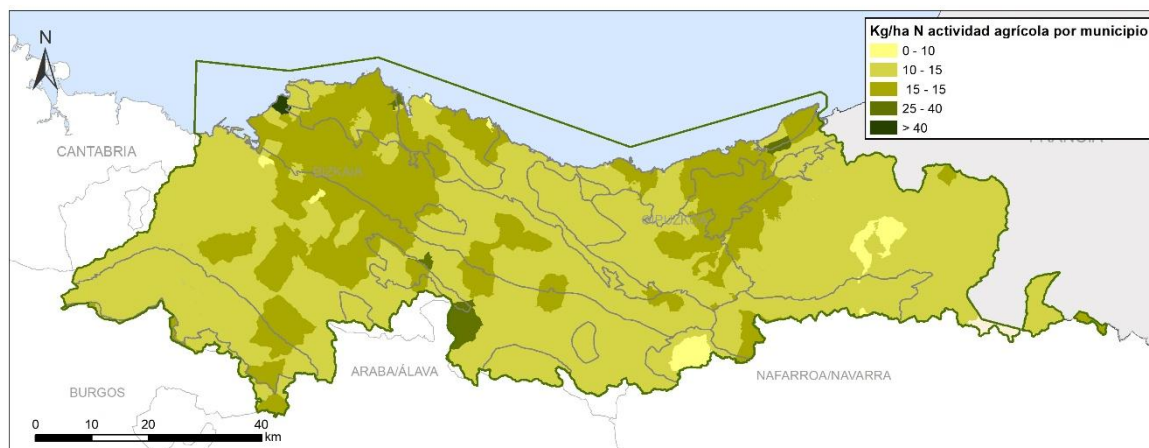 N
Kg/ha N actividad agrícola por municipio
0 - 10
10 - 15
15 - 15
25 - 40
> 40
CANTABRIA
BIZKAIA
GIPUZKOA
ARABA/ÁLAVA
NAFARROA/NAVARRA
BURGOS
0 10 20 40
km